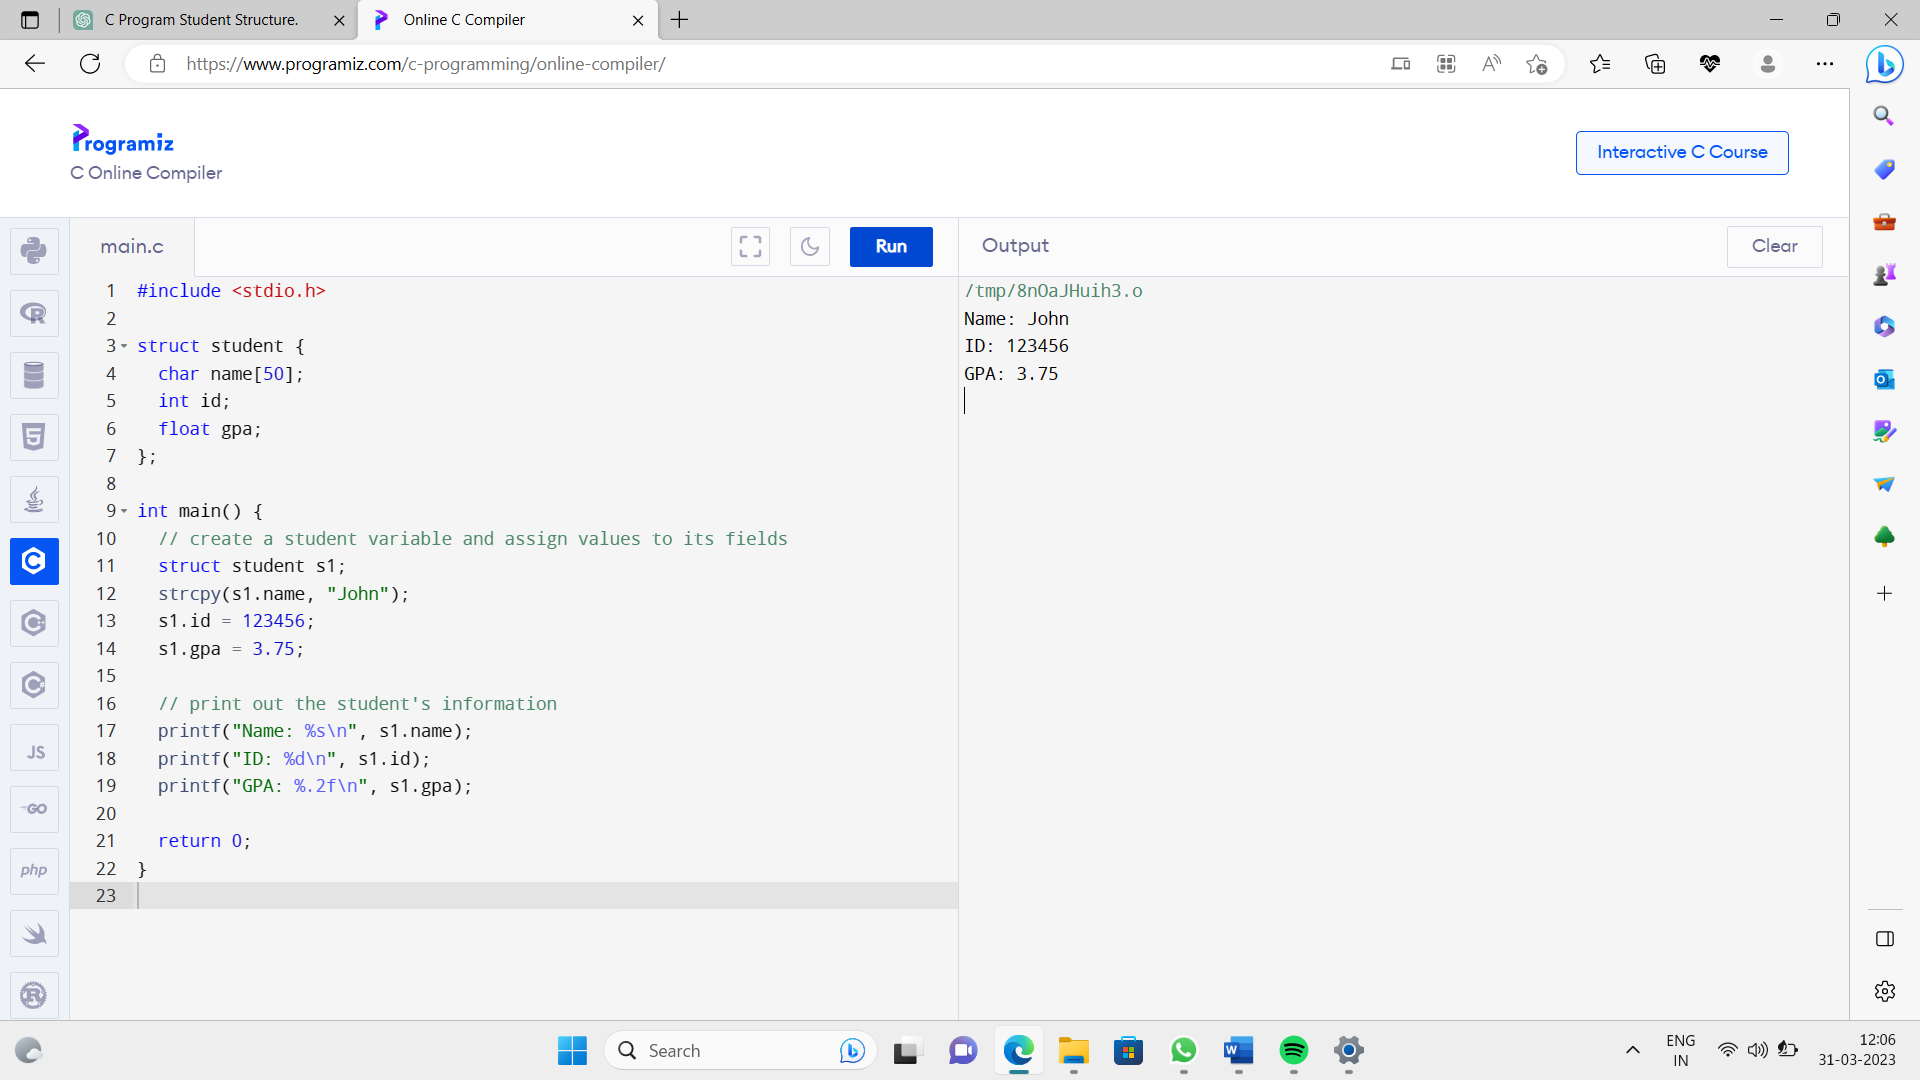 C Program Student Structure.
Online C Compiler
https://www.programiz.com/c-programming/online-compiler/
Programiz
C Online Compiler
Interactive C Course
main.c
Run
Output
Clear
1 #include <stdio.h>
2
3 struct student {
4 char name[50];
5 int id;
6 float gpa;
7 };
8
9 int main() {
10 // create a student variable and assign values to its fields
11 struct student s1;
12 strcpy(s1.name, "John");
13 s1.id = 123456;
14 s1.gpa = 3.75;
15
16 // print out the student's information
17 printf("Name: %s\n", s1.name);
18 printf("ID: %d\n", s1.id);
19 printf("GPA: %.2f\n", s1.gpa);
20
21 return 0;
22 }
23
/tmp/8nOaJHuih3.o
Name: John
ID: 123456
GPA: 3.75
JS
GO
php
Search
ENG
IN
12:06
31-03-2023